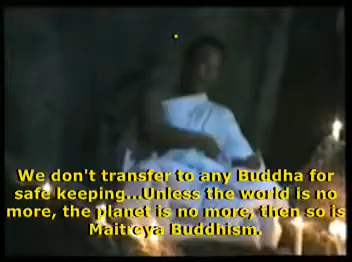 We don't transfer to any Buddha for
safe keeping...Unless the world is no
more, the planet is no more, then so is
Maitreya Buddhism.